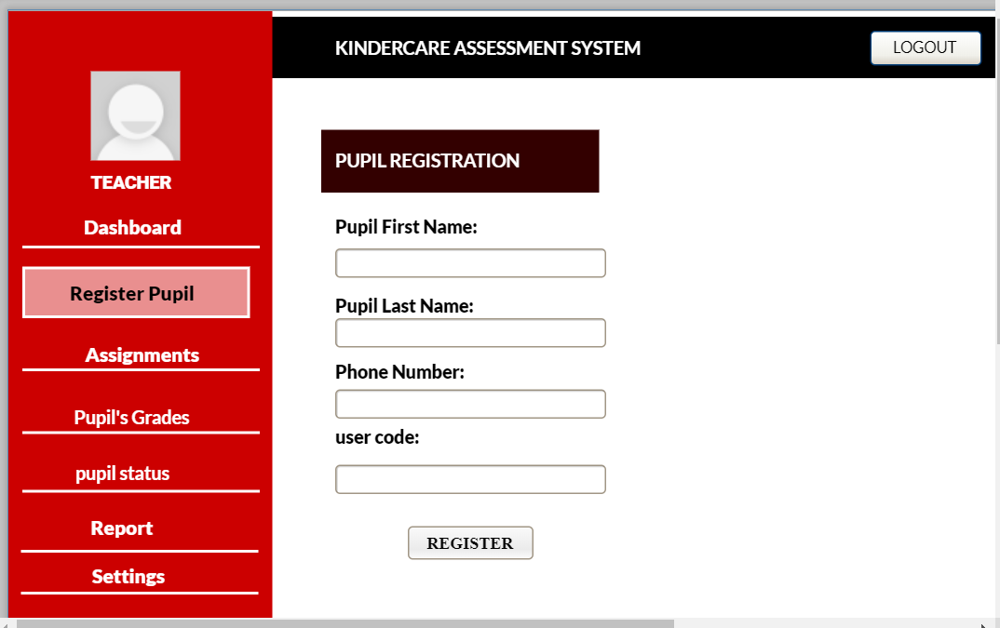 KINDERCARE ASSESSMENT SYSTEM
LOGOUT
TEACHER
Dashboard
Register Pupil
Assignments
Pupil's Grades
pupil status
Report
Settings
PUPIL REGISTRATION
Pupil First Name:
Pupil Last Name:
Phone Number:
user code:
REGISTER